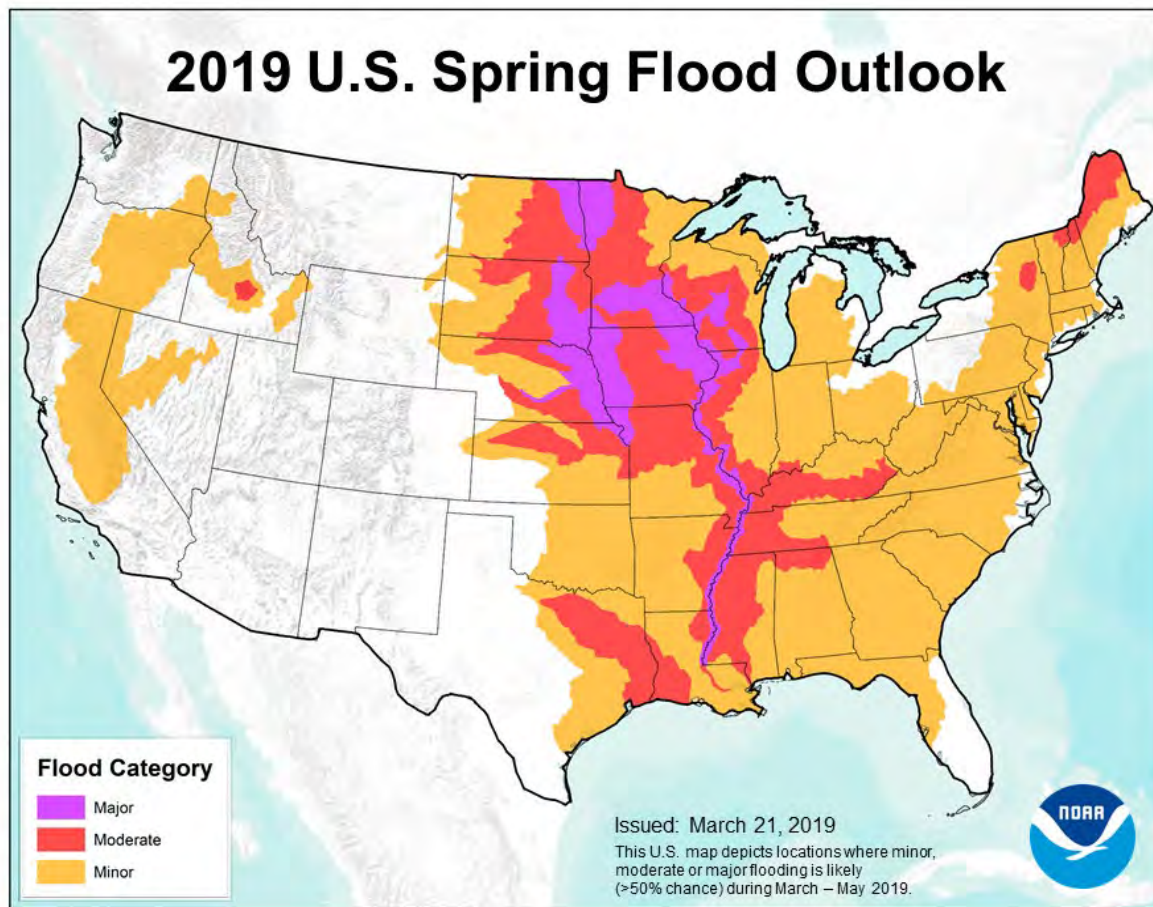 2019 U.S. Spring Flood Outlook
Flood Category
Major
Moderate
Minor
Issued: March 21, 2019
This U.S. map depicts locations where minor,
moderate or major flooding is likely
(>50% chance) during March – May 2019.
NOAA